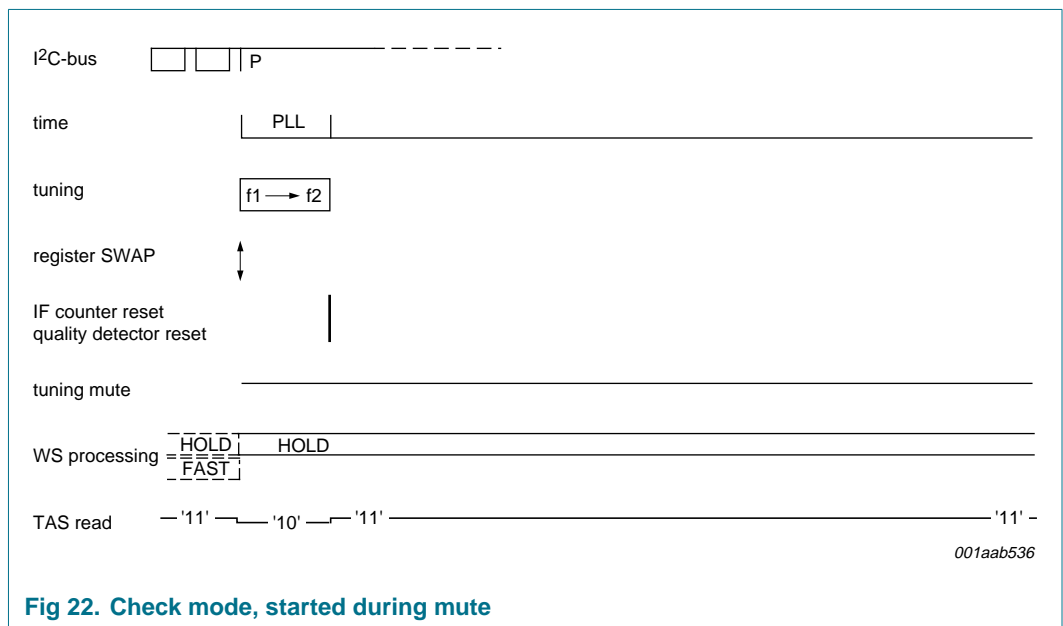 I2C-bus P
time PLL
tuning f1 f2
register SWAP
IF counter reset
quality detector reset
tuning mute
WS processing HOLD HOLD
FAST
TAS read '11' '10' '11' '11'
001aab536
Fig 22. Check mode, started during mute